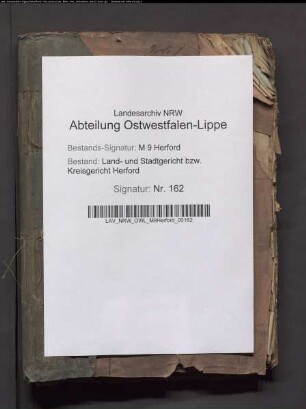 Landesarchiv NRW
Abteilung Ostwestfalen-Lippe
Bestands-Signatur: M 9 Herford
Bestand: Land- und Stadtgericht bzw.
Kreisgericht Herford
Signatur: Nr. 162
LAV_NRW_OWL_M9Herford_00162